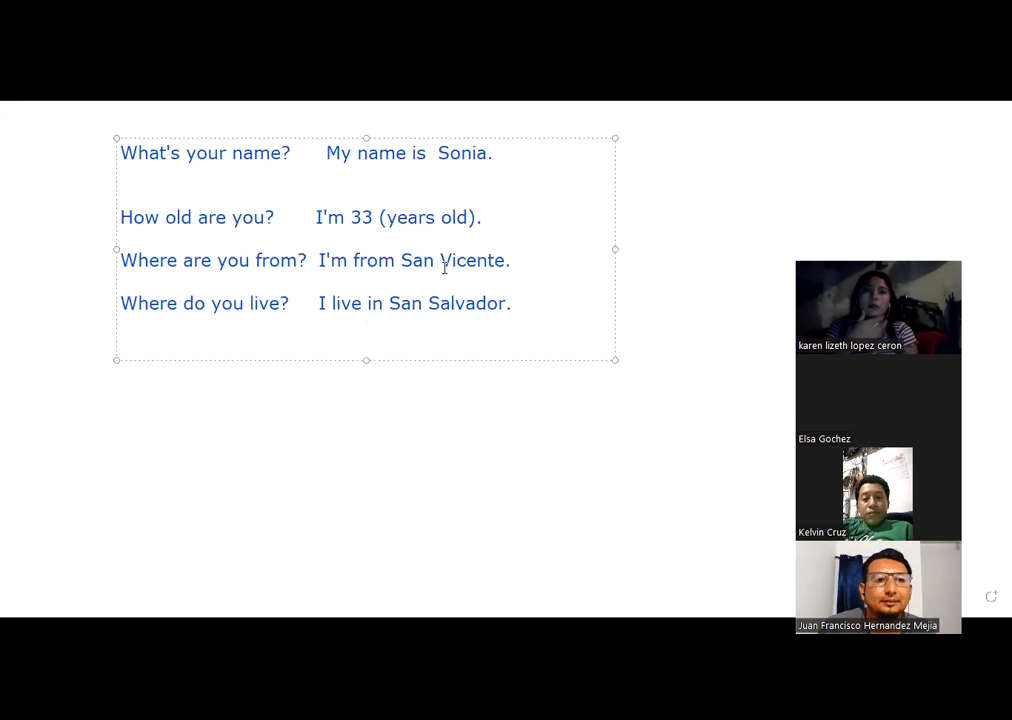 What's your name? My name is Sonia.
How old are you? I'm 33 (years old).
Where are you from? I'm from San Vicente.
Where do you live? I live in San Salvador.
karen lizeth lopez ceron
Elsa Gochez
Kelvin Cruz
Juan Francisco Hernandez Mejia